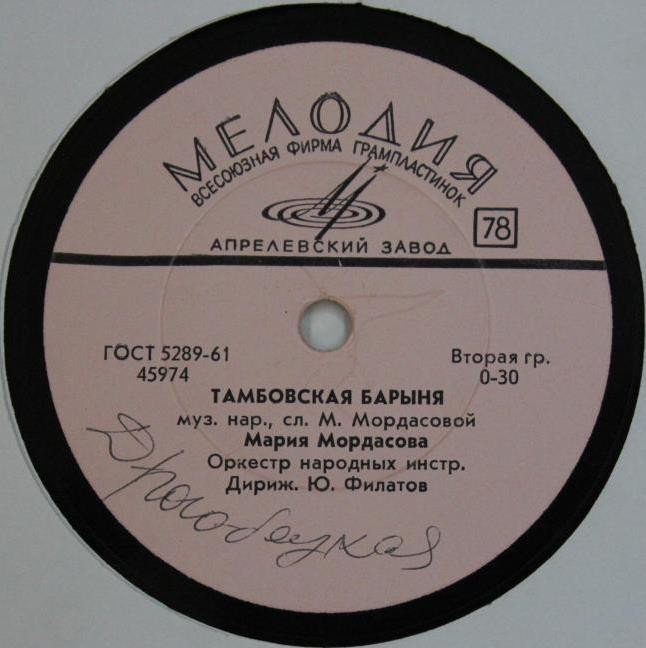 МЕЛОДИЯ
ВСЕСОЮЗНАЯ ФИРМА ГРАМПЛАСТИНОК
78
АПРЕЛЕВСКИЙ ЗАВОД
ГОСТ 5289-61
45974
Вторая гр.
0-30
ТАМБОВСКАЯ БАРЫНЯ
муз. нар., сл. М. Мордасовой
Мария Мордасова
Оркестр народных инстр.
Дириж. Ю. Филатов